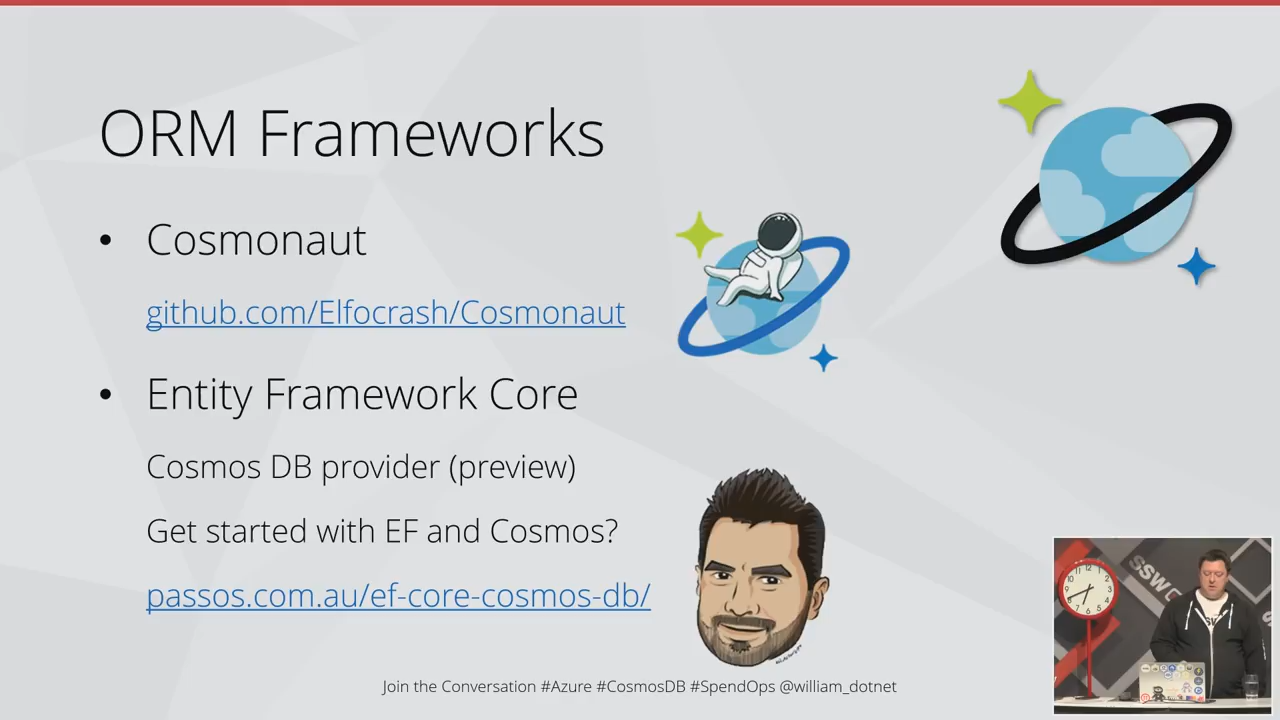 ORM Frameworks
• Cosmonaut
github.com/Elfocrash/Cosmonaut
• Entity Framework Core
Cosmos DB provider (preview)
Get started with EF and Cosmos?
passos.com.au/ef-core-cosmos-db/
Join the Conversation #Azure #CosmosDB #SpendOps @william_dotnet
SSW